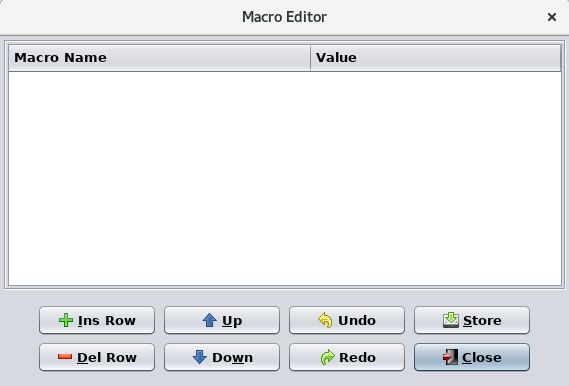 Macro Editor
Macro Name Value
Ins Row Up Undo Store
Del Row Down Redo Close